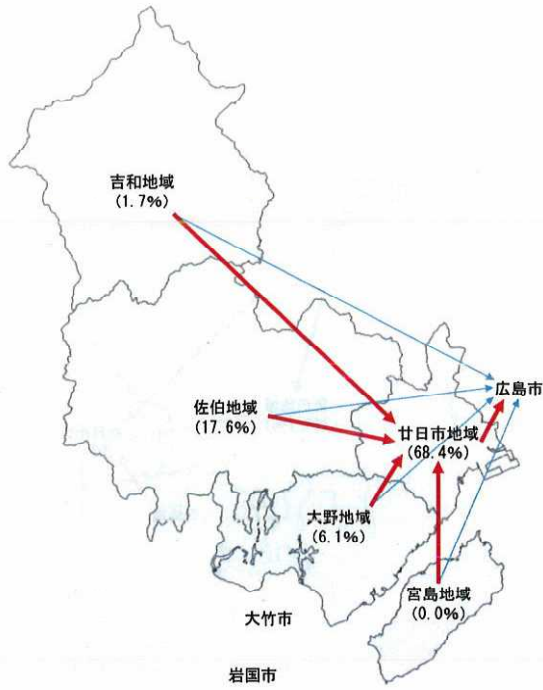 吉和地域
(1.7%)
広島市
佐伯地域
(17.6%)
廿日市地域
(68.4%)
大野地域
(6.1%)
宮島地域
(0.0%)
大竹市
岩国市